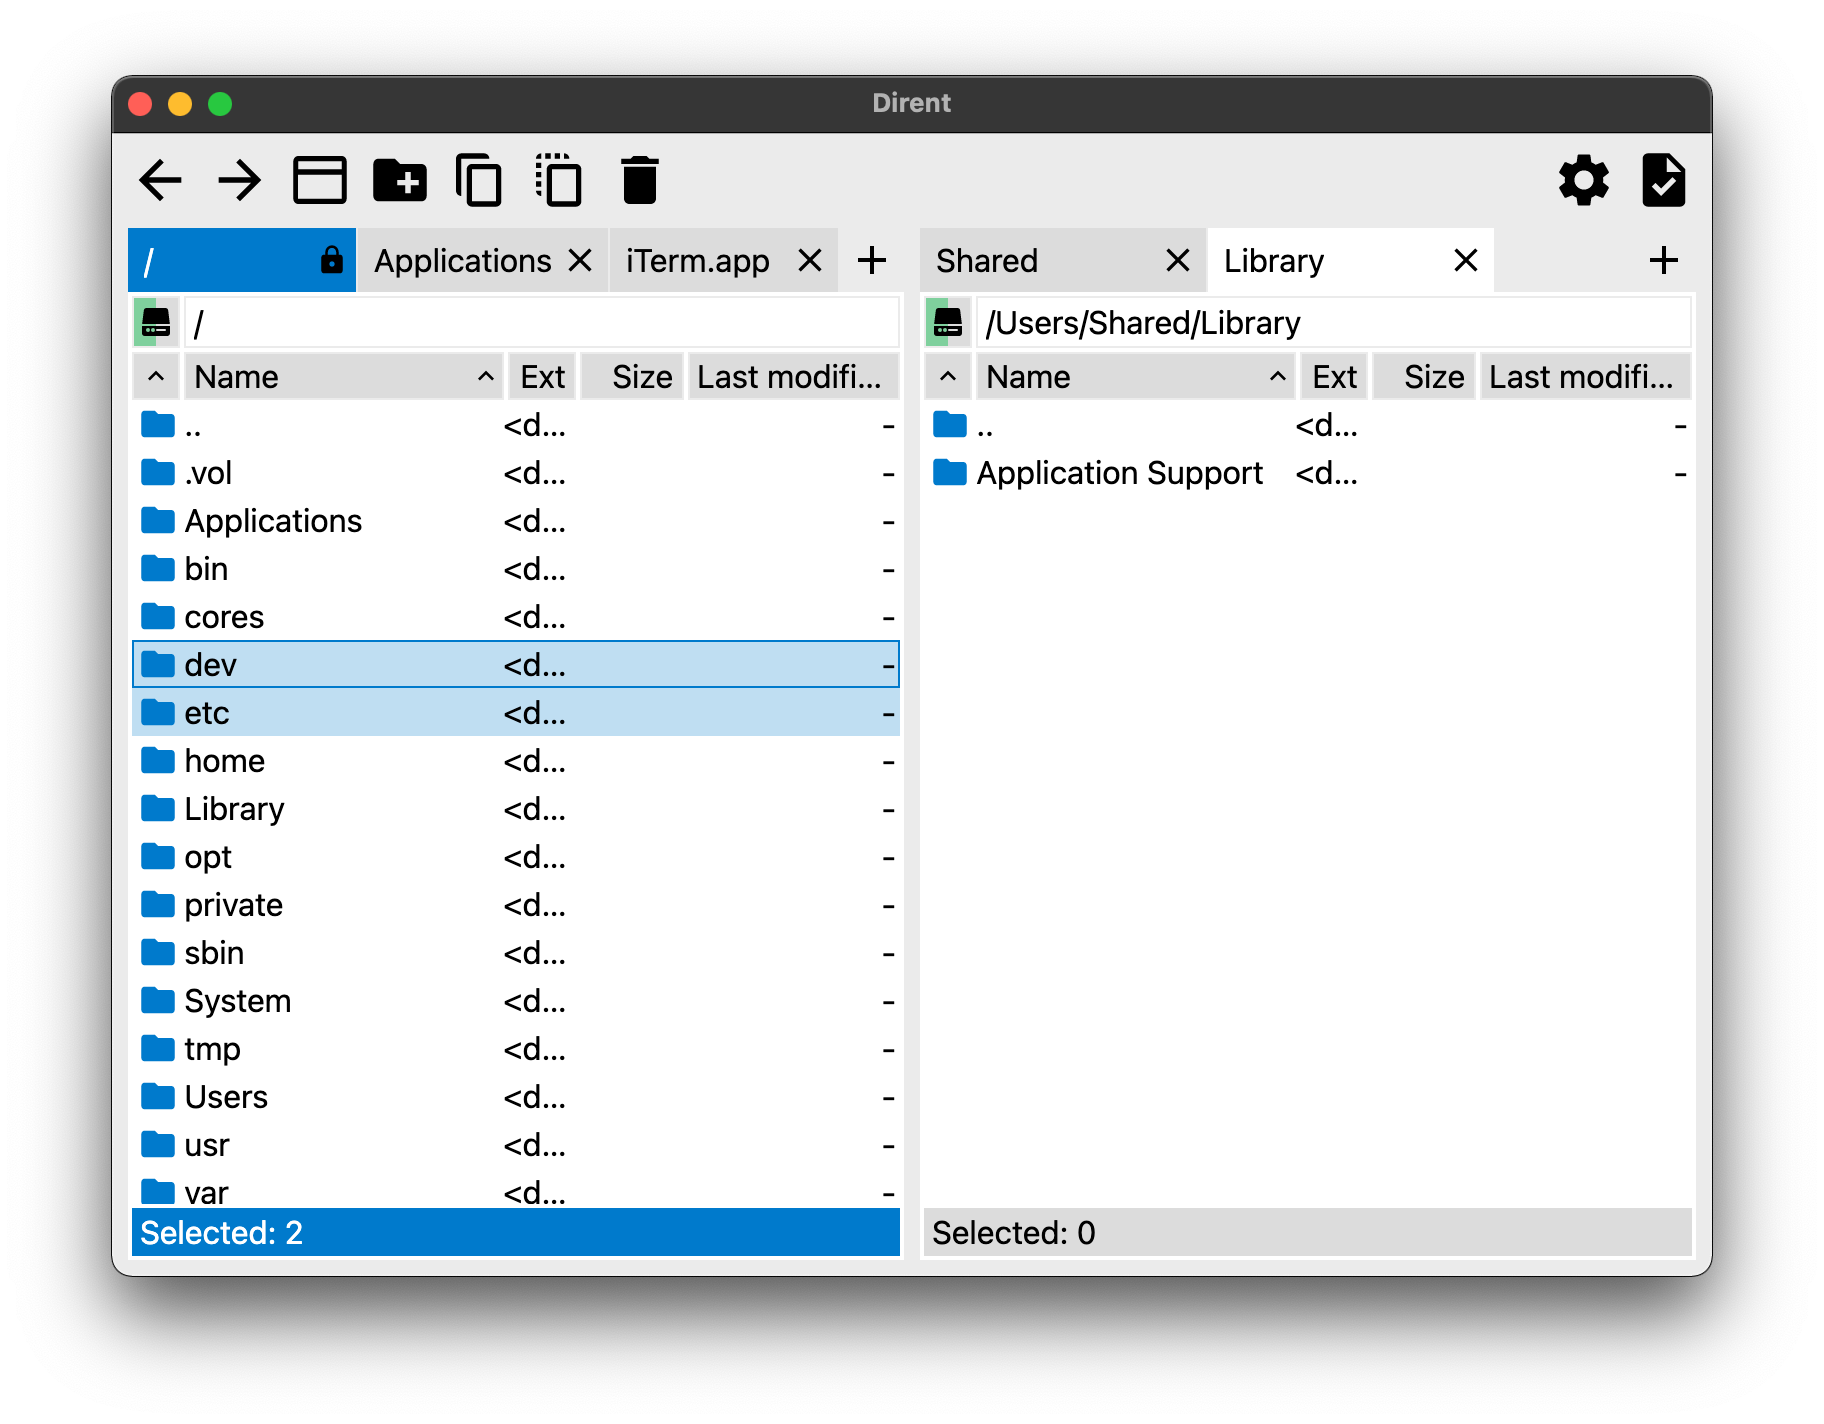 Dirent
/ Applications iTerm.app
/
Name Ext Size Last modifi...
.. <d... -
.vol <d... -
Applications <d... -
bin <d... -
cores <d... -
dev <d... -
etc <d... -
home <d... -
Library <d... -
opt <d... -
private <d... -
sbin <d... -
System <d... -
tmp <d... -
Users <d... -
usr <d... -
var <d... -
Selected: 2
Shared Library
/Users/Shared/Library
Name Ext Size Last modifi...
.. <d... -
Application Support <d... -
Selected: 0